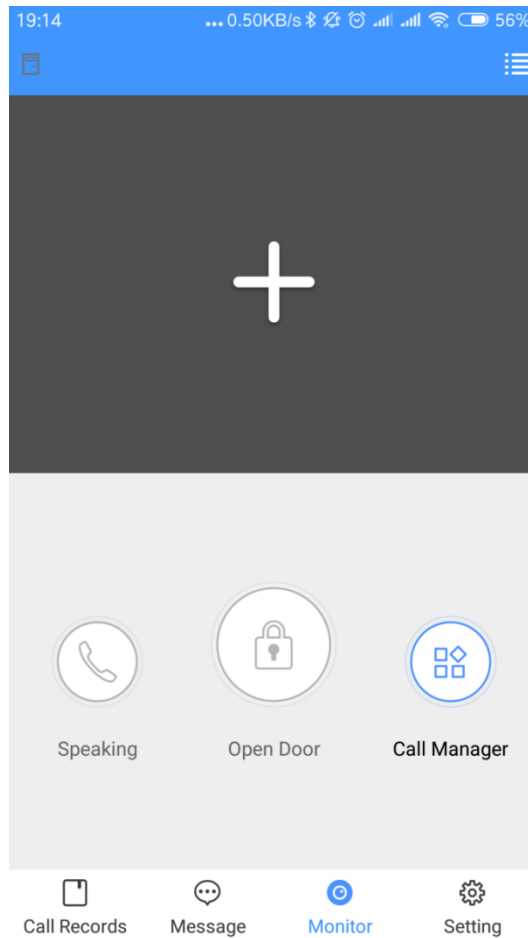 19:14 ... 0.50KB/s 56%
Speaking Open Door Call Manager
Call Records Message Monitor Setting